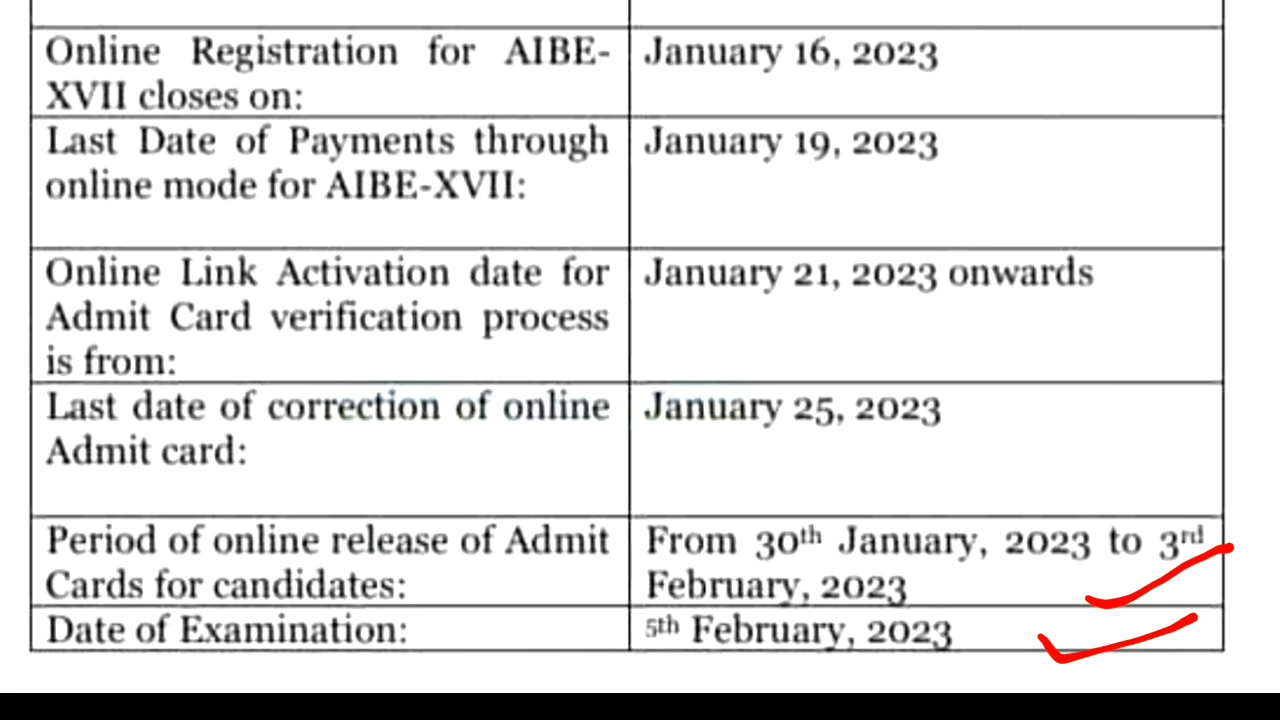 Online Registration for AIBE-
XVII closes on:
January 16, 2023
Last Date of Payments through
online mode for AIBE-XVII:
January 19, 2023
Online Link Activation date for
Admit Card verification process
is from:
January 21, 2023 onwards
Last date of correction of online
Admit card:
January 25, 2023
Period of online release of Admit
Cards for candidates:
From 30th January, 2023 to 3rd
February, 2023
Date of Examination:
5th February, 2023